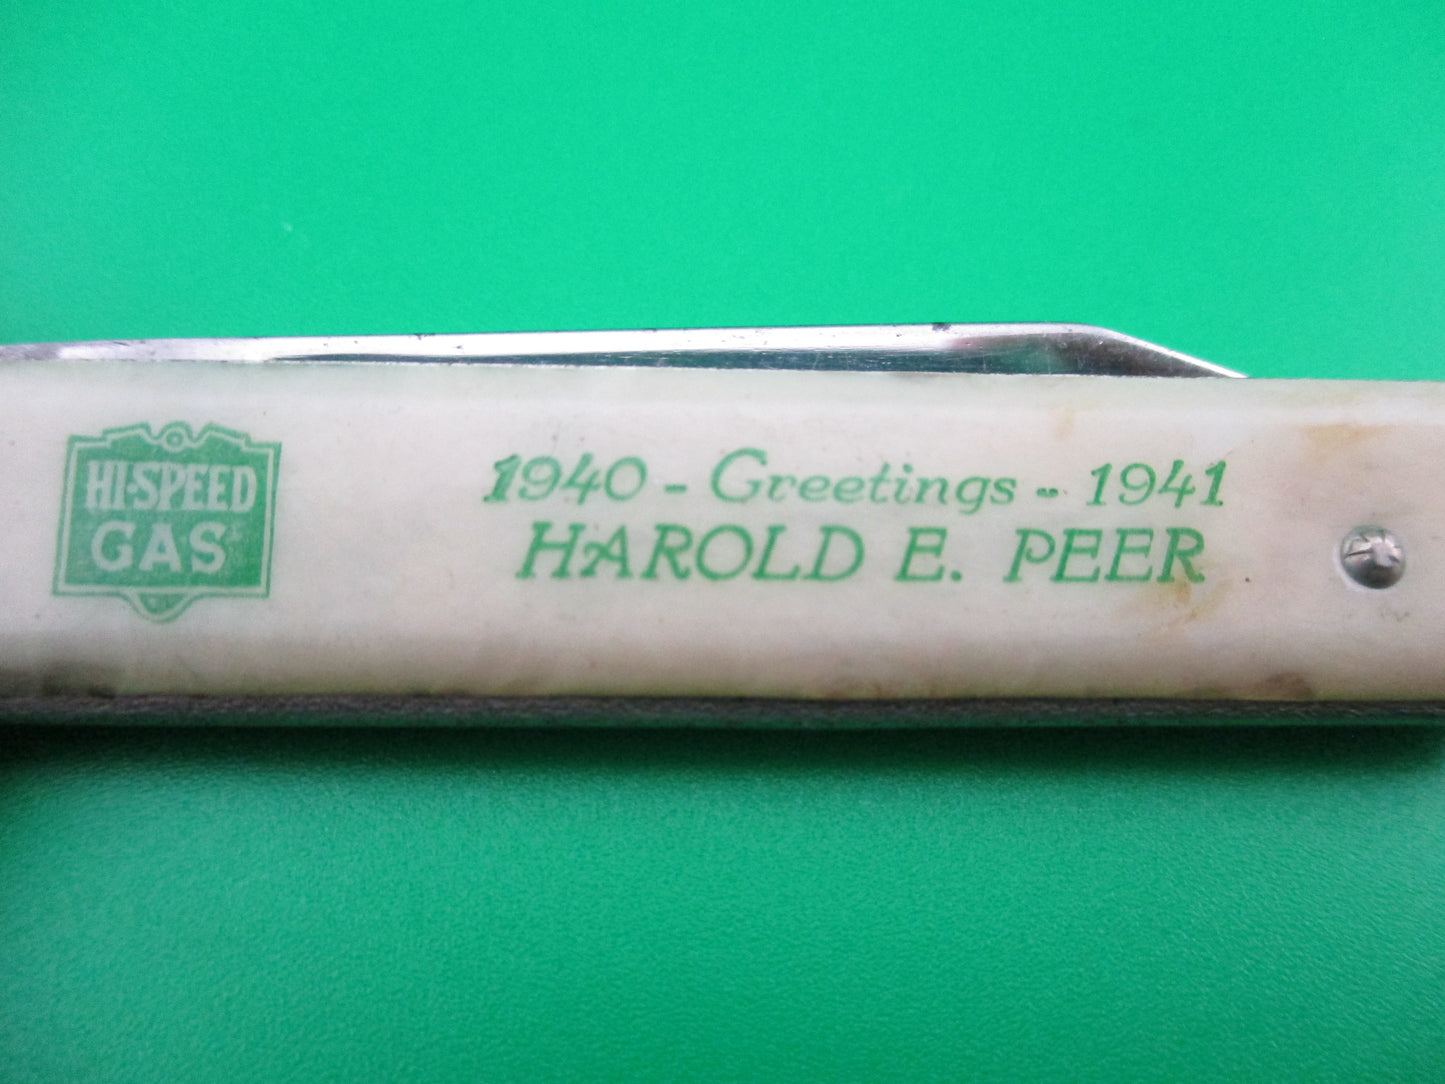 HI-SPEED
GAS
1940 - Greetings - 1941
HAROLD E. PEER